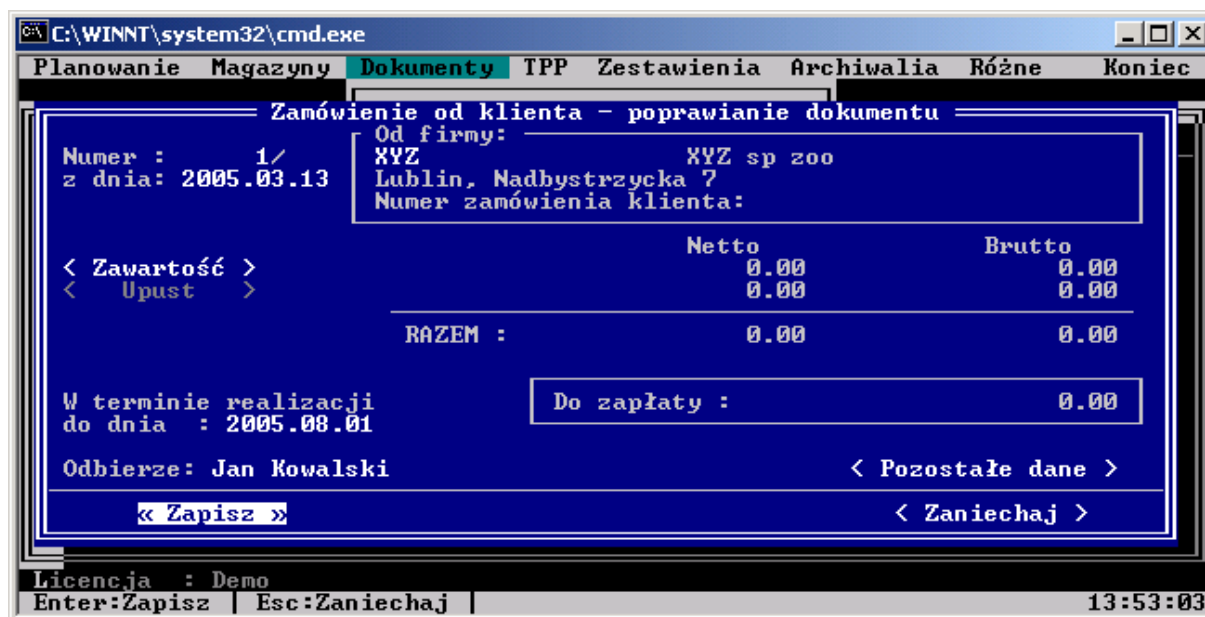 C:\WINNT\system32\cmd.exe
Planowanie Magazyny Dokumenty TPP Zestawienia Archiwalia Różne Koniec
Zamówienie od klienta - poprawianie dokumentu
Od firmy:
Numer : 1/ XYZ XYZ sp zoo
z dnia: 2005.03.13 Lublin, Nadbystrzycka 7
Numer zamówienia klienta:
Netto Brutto
< Zawartość > 0.00 0.00
< Upust > 0.00 0.00
RAZEM : 0.00 0.00
W terminie realizacji Do zapłaty : 0.00
do dnia : 2005.08.01
Odbierze: Jan Kowalski < Pozostałe dane >
« Zapisz » < Zaniechaj >
Licencja : Demo
Enter:Zapisz | Esc:Zaniechaj | 13:53:03